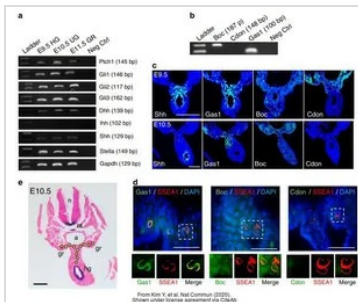 a
Ladder
E9.5 HG
E10.5 UG
E11.5 GR
Neg Ctrl
Ptch1 (145 bp)
Gli1 (146 bp)
Gli2 (117 bp)
Gli3 (162 bp)
Dhh (139 bp)
Ihh (102 bp)
Shh (129 bp)
Stella (149 bp)
Gapdh (129 bp)
b
Ladder
Boc (187 p)
Cdon (148 bp)
Gas1 (100 bp)
Neg Ctrl
c
E9.5
Shh
Gas1
Boc
Cdon
E10.5
Shh
Gas1
Boc
Cdon
e
E10.5
n
a
gr
gr
hg
d
Gas1 / SSEA1 / DAPI
Boc / SSEA1 / DAPI
Cdon / SSEA1 / DAPI
Gas1 SSEA1 Merge
Boc SSEA1 Merge
Cdon SSEA1 Merge
From Kim Y, et al. Nat Commun (2020).
Shown under license agreement via CiteAb